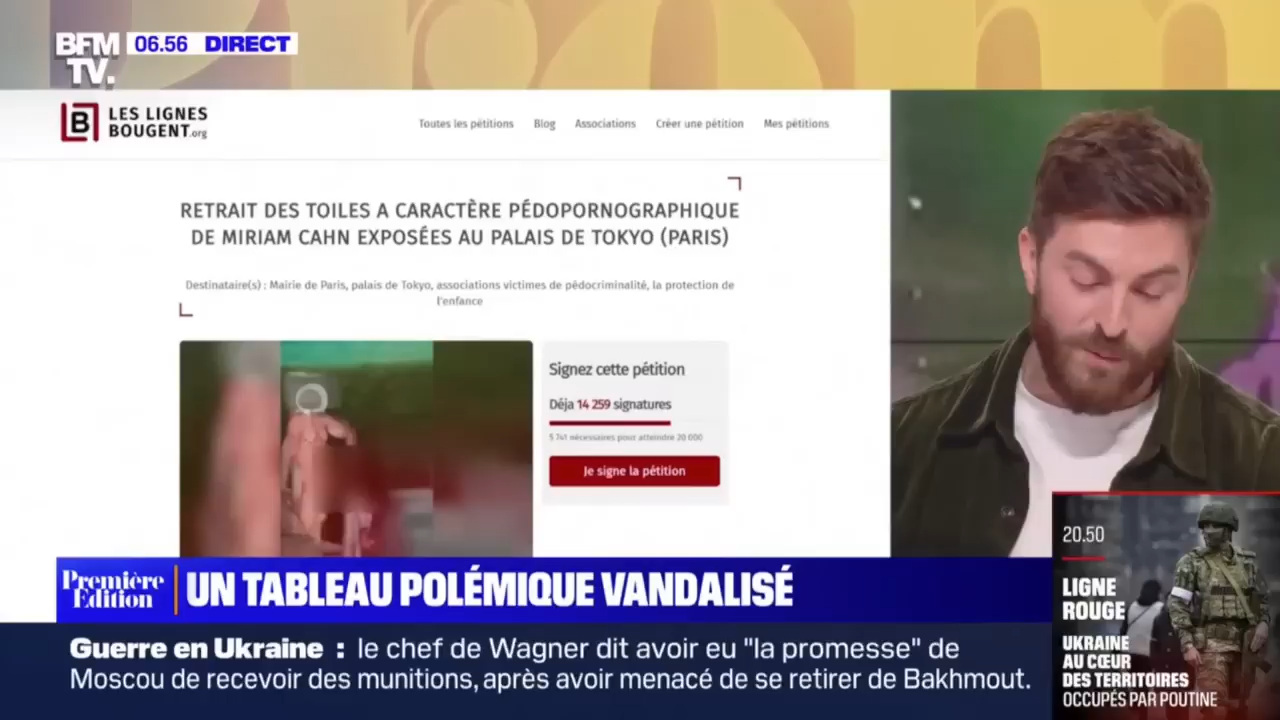 BFM
TV.
06.56 DIRECT
LES LIGNES
BOUGENT.org
Toutes les pétitions Blog Associations Créer une pétition Mes pétitions
RETRAIT DES TOILES A CARACTÈRE PÉDOPORNOGRAPHIQUE
DE MIRIAM CAHN EXPOSÉES AU PALAIS DE TOKYO (PARIS)
Destinataire(s) : Mairie de Paris, palais de Tokyo, associations victimes de pédocriminalité, la protection de
l'enfance
Signez cette pétition
Déja 14 259 signatures
5 741 nécessaires pour atteindre 20 000
Je signe la pétition
Première
Édition
UN TABLEAU POLÉMIQUE VANDALISÉ
Guerre en Ukraine : le chef de Wagner dit avoir eu "la promesse" de
Moscou de recevoir des munitions, après avoir menacé de se retirer de Bakhmout.
20.50
LIGNE
ROUGE
UKRAINE
AU CŒUR
DES TERRITOIRES
OCCUPÉS PAR POUTINE